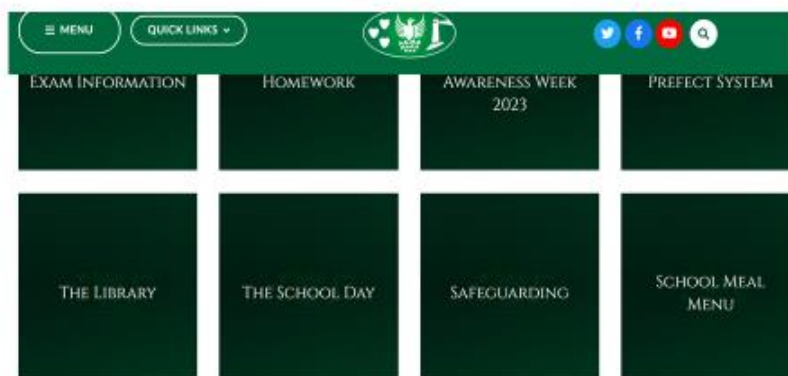 MENU
QUICK LINKS
EXAM INFORMATION
HOMEWORK
AWARENESS WEEK
2023
PREFECT SYSTEM
THE LIBRARY
THE SCHOOL DAY
SAFEGUARDING
SCHOOL MEAL
MENU